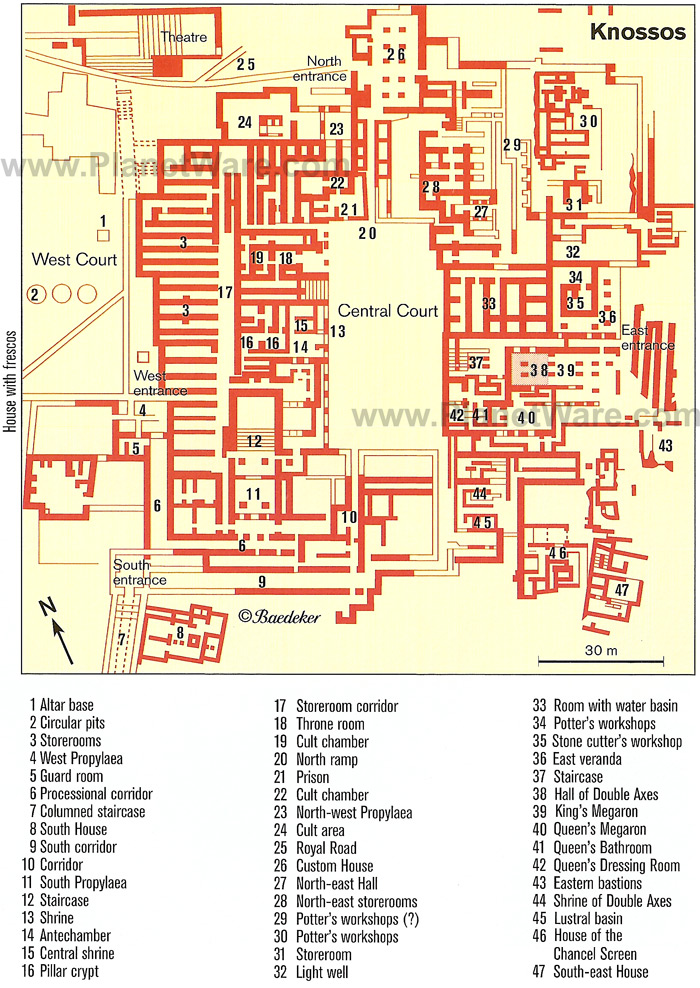 Knossos
Theatre
25
North
entrance
26
24
23
30
29
22
28
21
27
31
20
1
3
32
West Court
19
18
34
2
17
33
35
36
3
Central Court
15
13
East
entrance
16
16
14
37
38
39
House with frescos
West
entrance
www.PlanetWare.com
www.PlanetWare.com
4
42
41
40
12
5
43
11
44
6
10
45
6
46
South
entrance
9
47
N
7
8
©Baedeker
30 m
1 Altar base
2 Circular pits
3 Storerooms
4 West Propylaea
5 Guard room
6 Processional corridor
7 Columned staircase
8 South House
9 South corridor
10 Corridor
11 South Propylaea
12 Staircase
13 Shrine
14 Antechamber
15 Central shrine
16 Pillar crypt
17 Storeroom corridor
18 Throne room
19 Cult chamber
20 North ramp
21 Prison
22 Cult chamber
23 North-west Propylaea
24 Cult area
25 Royal Road
26 Custom House
27 North-east Hall
28 North-east storerooms
29 Potter's workshops (?)
30 Potter's workshops
31 Storeroom
32 Light well
33 Room with water basin
34 Potter's workshops
35 Stone cutter's workshop
36 East veranda
37 Staircase
38 Hall of Double Axes
39 King's Megaron
40 Queen's Megaron
41 Queen's Bathroom
42 Queen's Dressing Room
43 Eastern bastions
44 Shrine of Double Axes
45 Lustral basin
46 House of the
Chancel Screen
47 South-east House